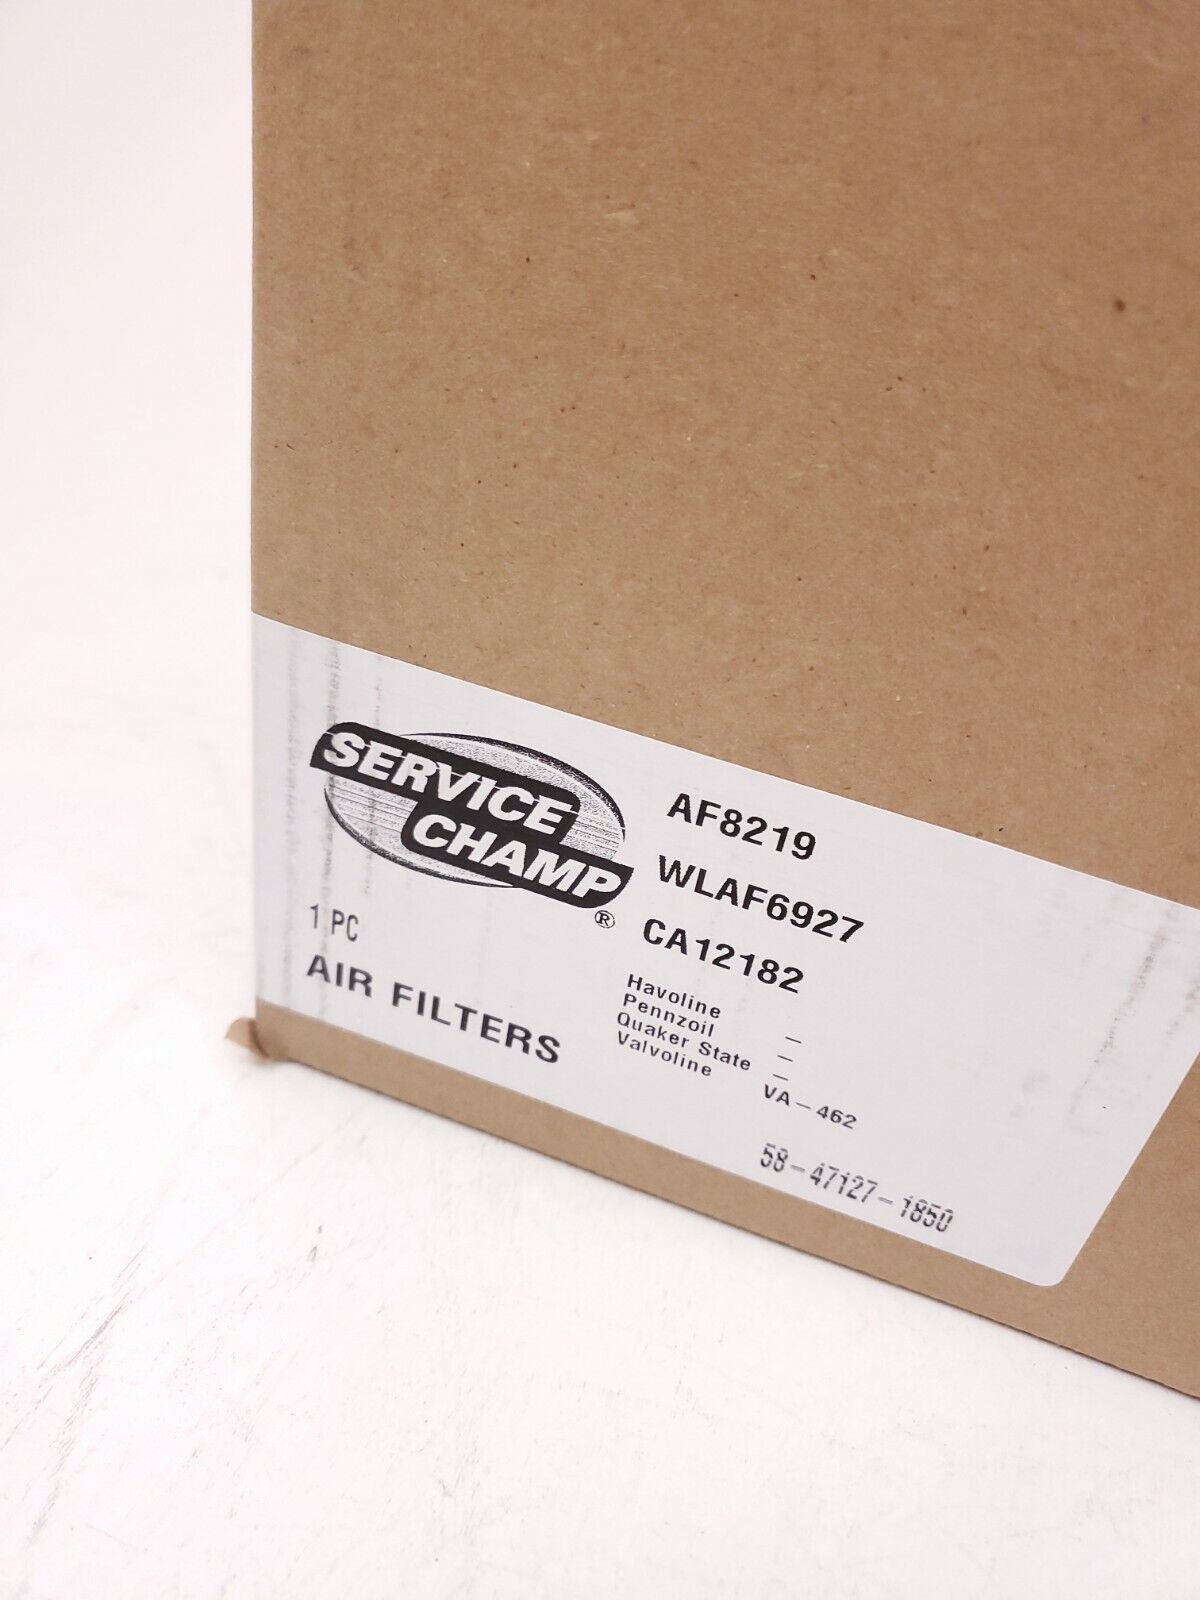 SERVICE
CHAMP®
1 PC
AIR FILTERS
AF8219
WLAF6927
CA12182
Havoline –
Pennzoil –
Quaker State –
Valvoline VA-462
58-47127-1850